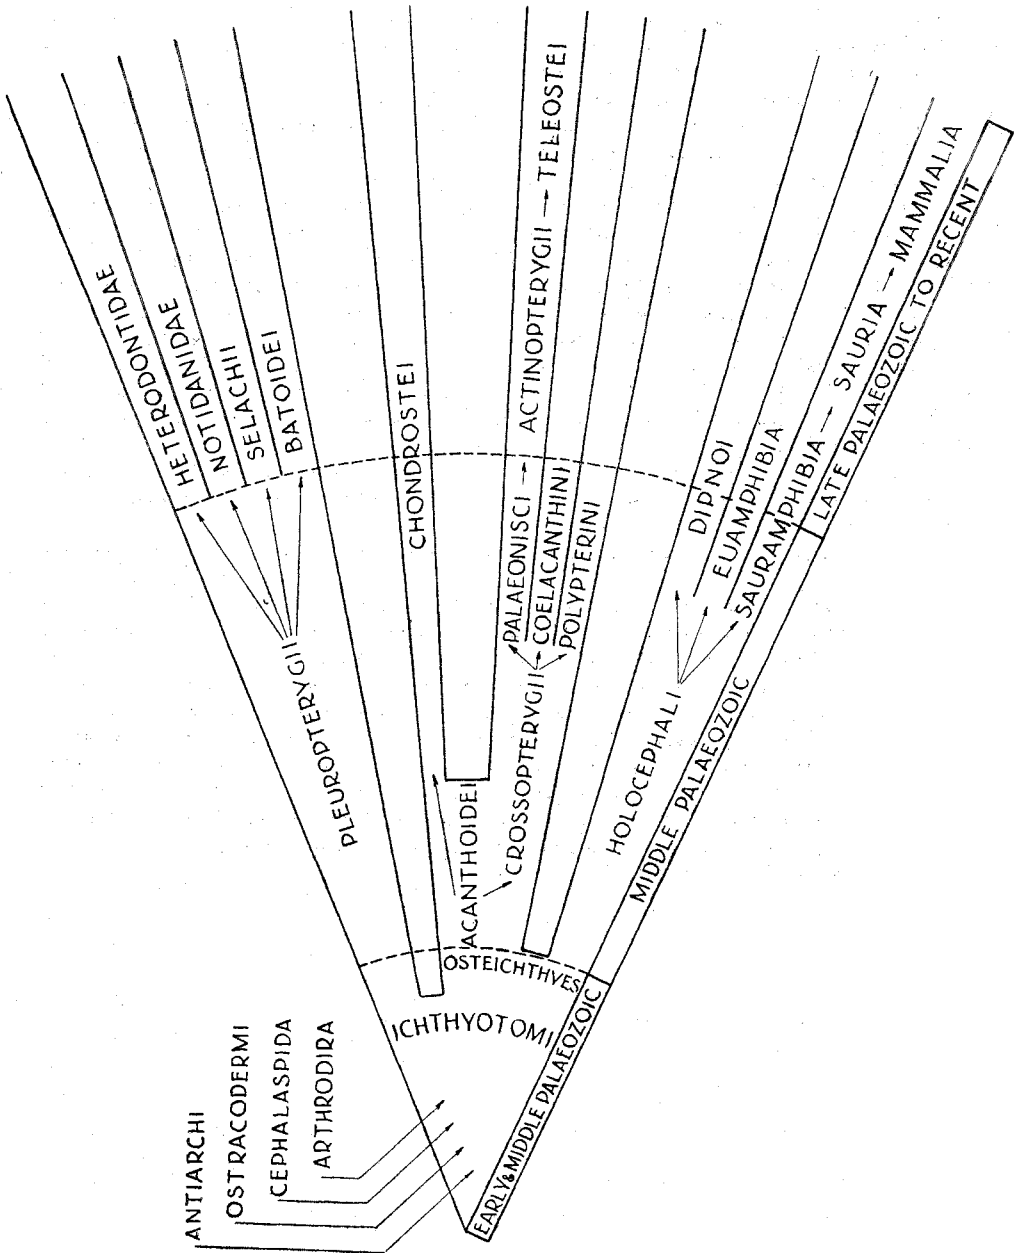 HETERODONTIDAE
NOTIDANIDAE
SELACHII
BATOIDEI
CHONDROSTEI
PALAEONISCI → ACTINOPTERYGII → TELEOSTEI
COELACANTHINI
POLYPTERINI
DIPNOI
EUAMPHIBIA
SAURAMPHIBIA → SAURIA → MAMMALIA
PLEUROPTERYGII
ACANTHOIDEI
CROSSOPTERYGII
HOLOCEPHALI
OSTEICHTHYES
ICHTHYOTOMI
ANTIARCHI
OSTRACODERMI
CEPHALASPIDA
ARTHRODIRA
EARLY & MIDDLE PALAEOZOIC
MIDDLE PALAEOZOIC
LATE PALAEOZOIC TO RECENT